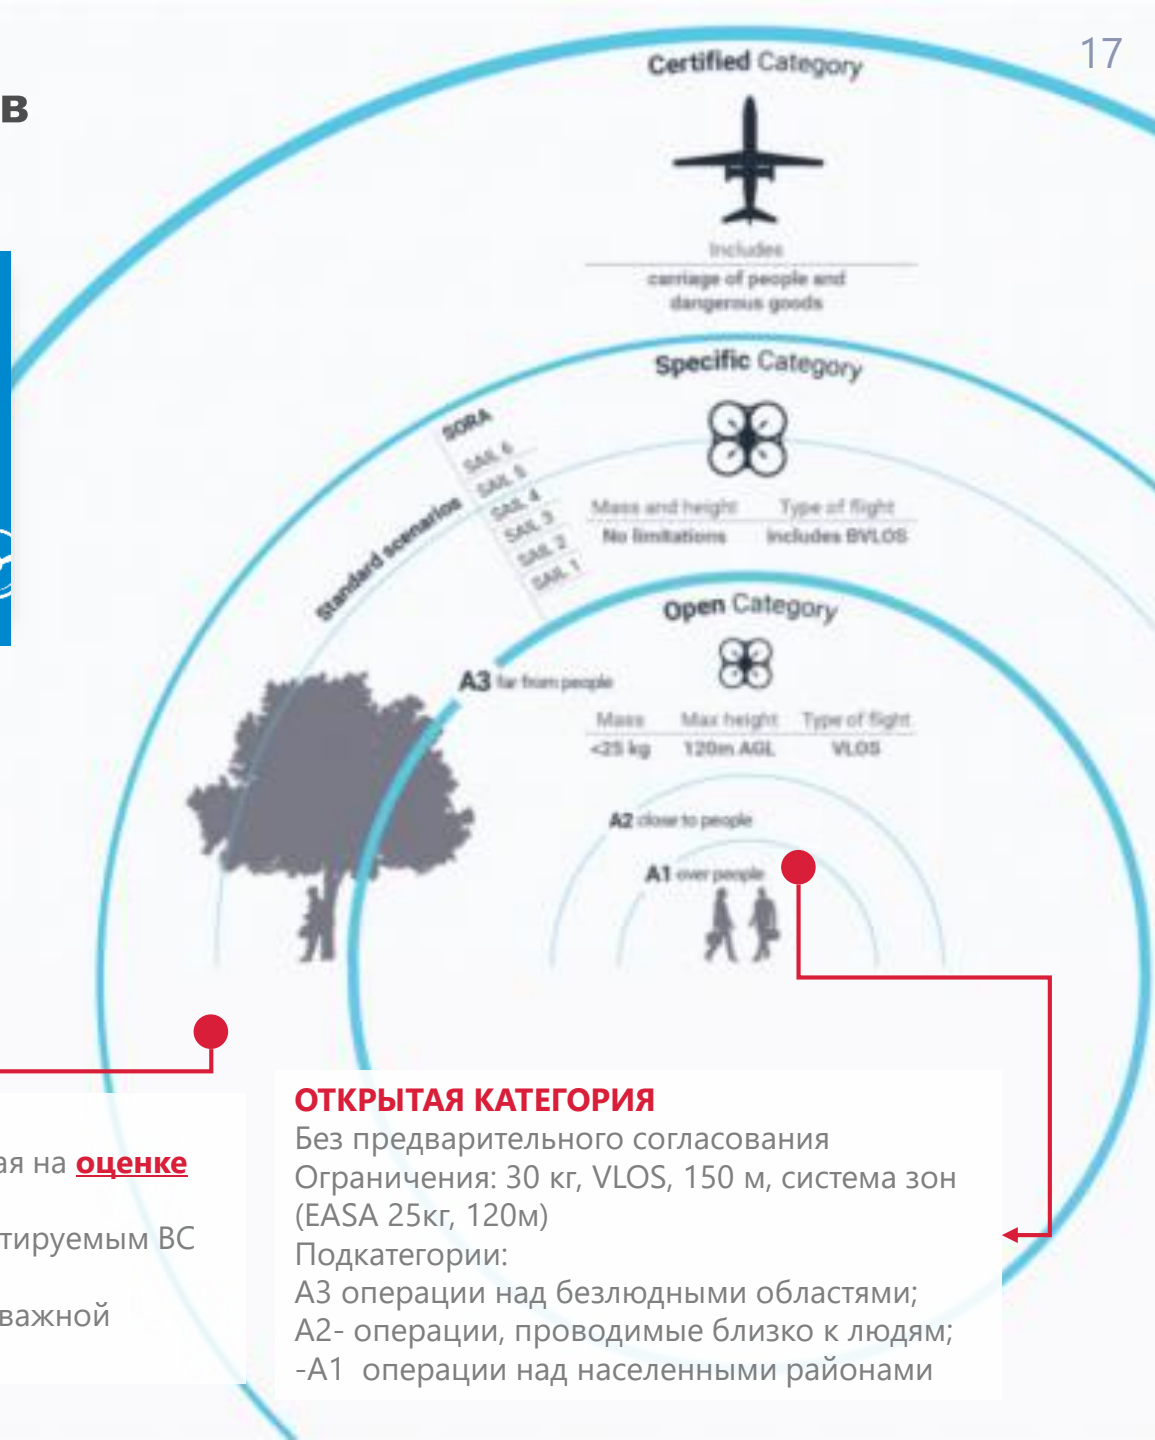 17
в
Certified Category
Includes
carriage of people and
dangerous goods
Specific Category
SORA
SAIL 6
SAIL 5
SAIL 4
SAIL 3
SAIL 2
SAIL 1
Standard scenarios
Mass and height Type of flight
No limitations Includes BVLOS
Open Category
A3 far from people
Mass Max height Type of flight
<25 kg 120m AGL VLOS
A2 close to people
A1 over people
ая на оценке
тируемым ВС
важной
ОТКРЫТАЯ КАТЕГОРИЯ
Без предварительного согласования
Ограничения: 30 кг, VLOS, 150 м, система зон
(EASA 25кг, 120м)
Подкатегории:
А3 операции над безлюдными областями;
А2- операции, проводимые близко к людям;
-А1 операции над населенными районами